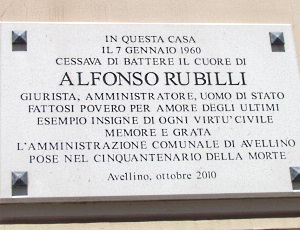 IN QUESTA CASA
IL 7 GENNAIO 1960
CESSAVA DI BATTERE IL CUORE DI
ALFONSO RUBILLI
GIURISTA, AMMINISTRATORE, UOMO DI STATO
FATTOSI POVERO PER AMORE DEGLI ULTIMI
ESEMPIO INSIGNE DI OGNI VIRTU' CIVILE
MEMORE E GRATA
L'AMMINISTRAZIONE COMUNALE DI AVELLINO
POSE NEL CINQUANTENARIO DELLA MORTE
Avellino, ottobre 2010